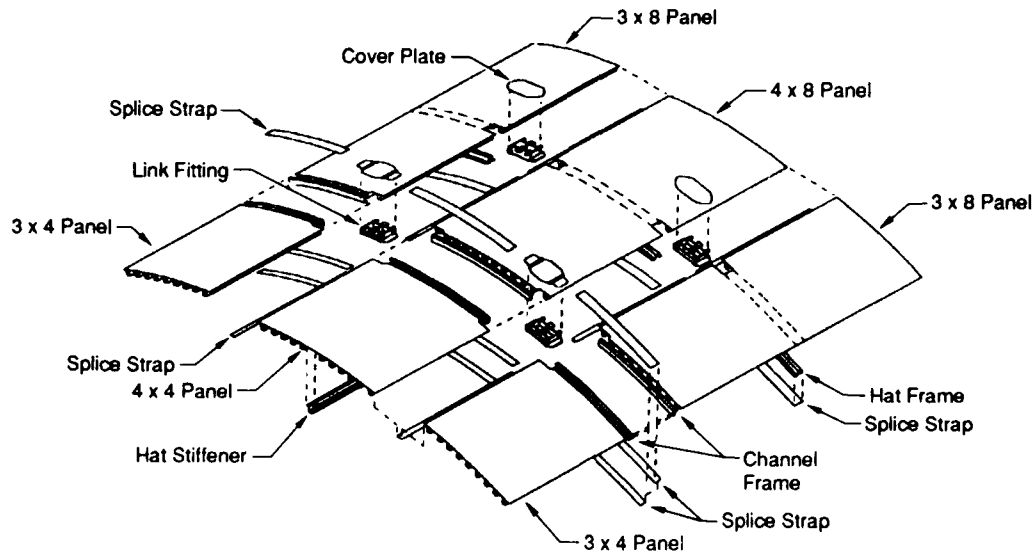 3 x 8 Panel
Cover Plate
4 x 8 Panel
Splice Strap
Link Fitting
3 x 8 Panel
3 x 4 Panel
Splice Strap
4 x 4 Panel
Hat Frame
Splice Strap
Hat Stiffener
Channel
Frame
Splice Strap
3 x 4 Panel